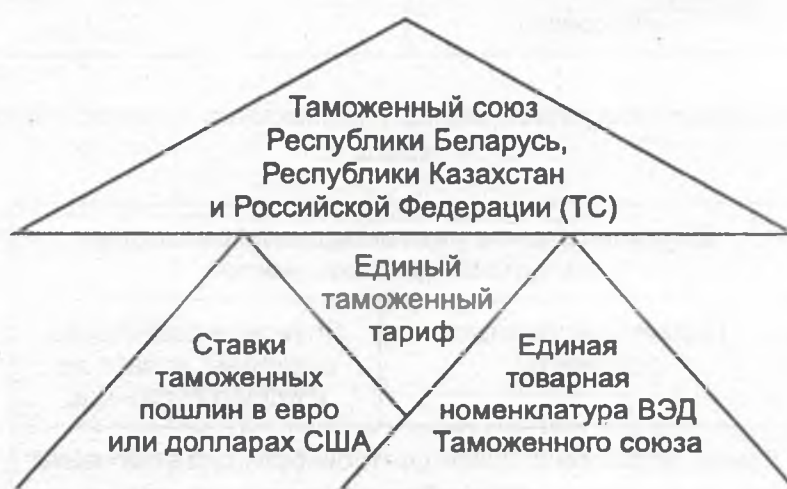 Таможенный союз
Республики Беларусь,
Республики Казахстан
и Российской Федерации (ТС)
Единый
таможенный
тариф
Ставки
таможенных
пошлин в евро
или долларах США
Единая
товарная
номенклатура ВЭД
Таможенного союза